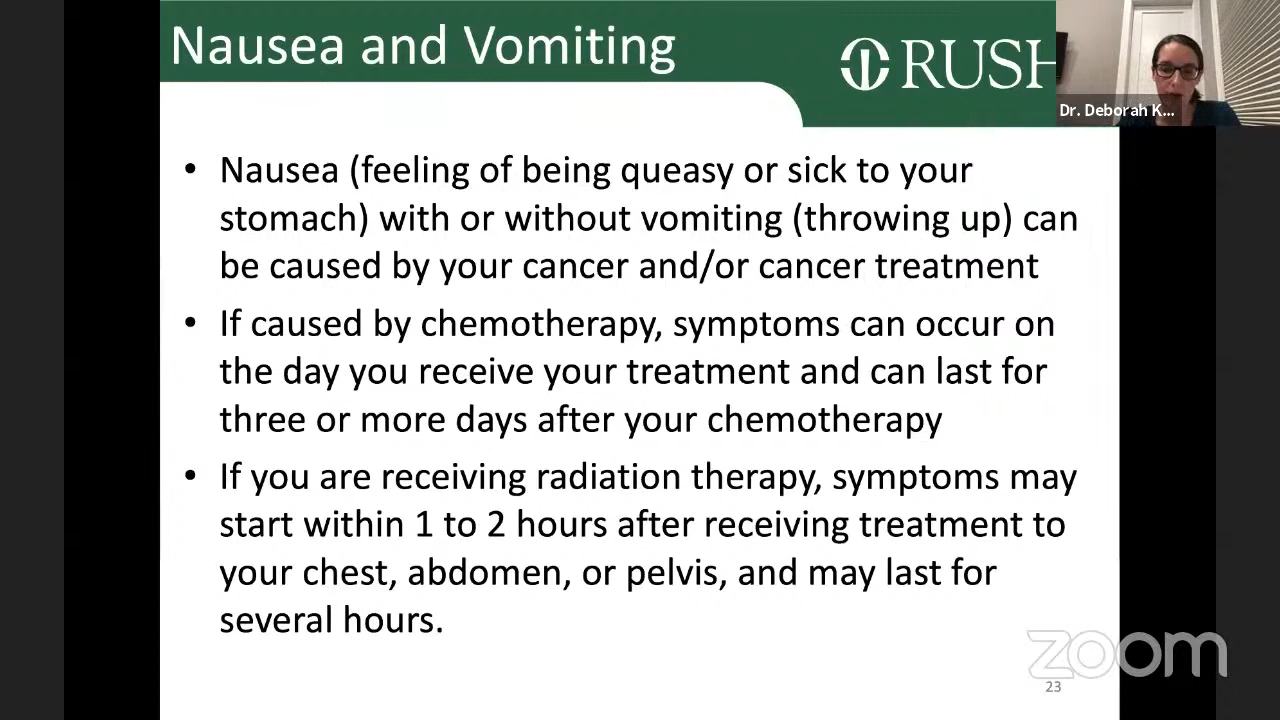 Nausea and Vomiting
RUSH
Dr. Deborah K...
• Nausea (feeling of being queasy or sick to your
stomach) with or without vomiting (throwing up) can
be caused by your cancer and/or cancer treatment
• If caused by chemotherapy, symptoms can occur on
the day you receive your treatment and can last for
three or more days after your chemotherapy
• If you are receiving radiation therapy, symptoms may
start within 1 to 2 hours after receiving treatment to
your chest, abdomen, or pelvis, and may last for
several hours.
zoom
23